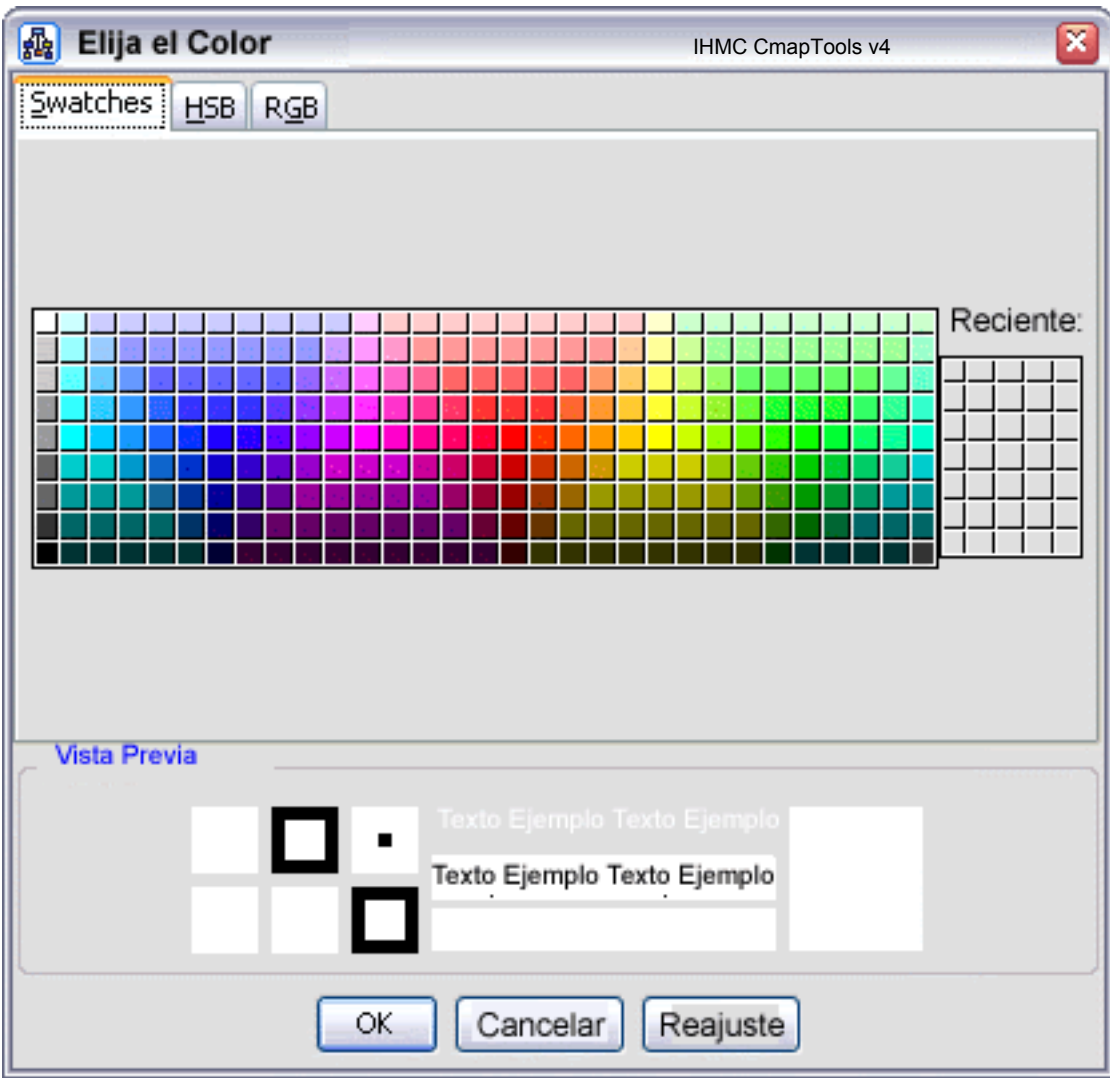 Elija el Color
IHMC CmapTools v4
Swatches
HSB
RGB
Reciente:
Vista Previa
Texto Ejemplo Texto Ejemplo
Texto Ejemplo Texto Ejemplo
OK
Cancelar
Reajuste